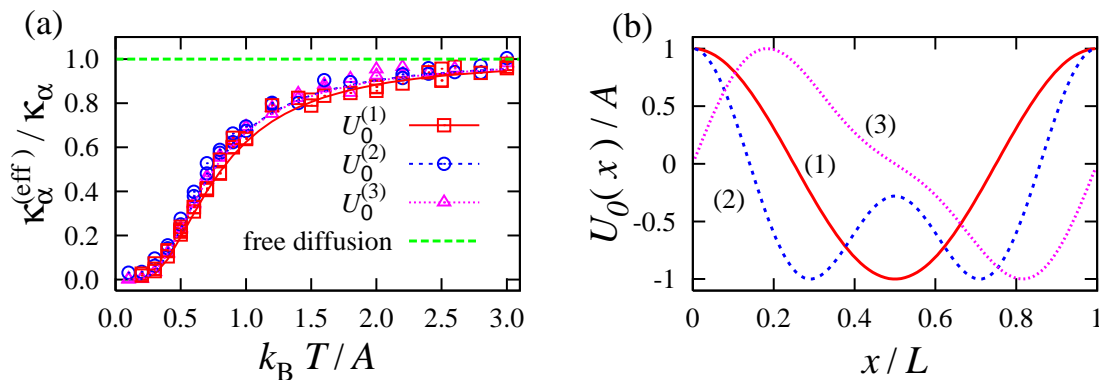 (a)
κα(eff) / κα
1.0
0.8
0.6
0.4
0.2
0.0
U0(1)
U0(2)
U0(3)
free diffusion
0.0 0.5 1.0 1.5 2.0 2.5 3.0
kB T / A
(b)
U0( x ) / A
1
0.5
0
-0.5
-1
(3)
(1)
(2)
0 0.2 0.4 0.6 0.8 1
x / L